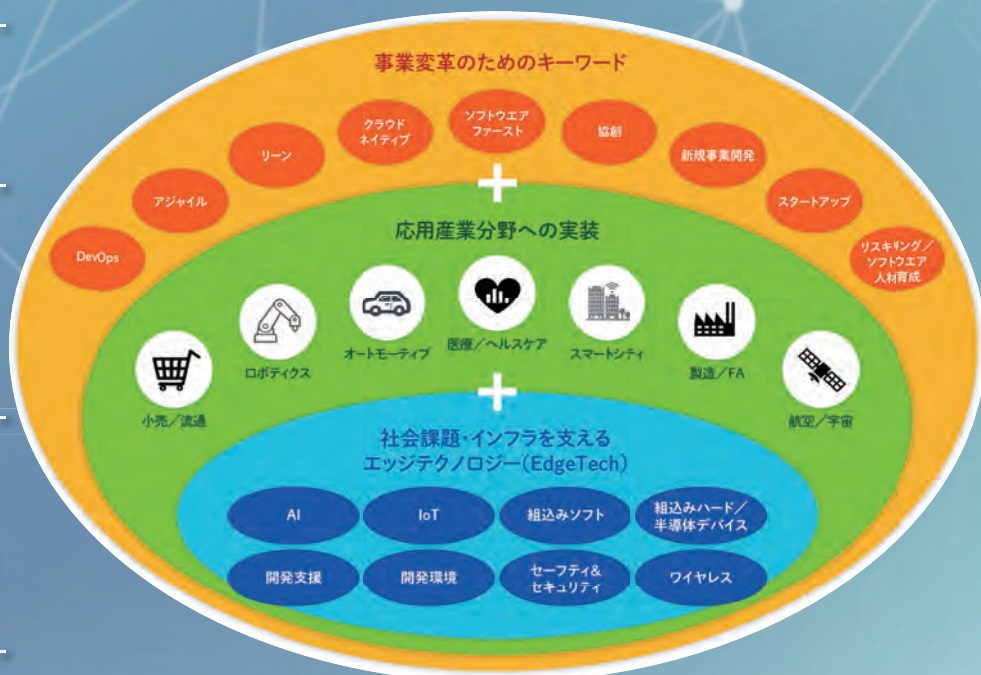 事業変革のためのキーワード
DevOps
アジャイル
リーン
クラウド
ネイティブ
ソフトウエア
ファースト
協創
新規事業開発
スタートアップ
リスキリング／
ソフトウエア
人材育成
応用産業分野への実装
小売／流通
ロボティクス
オートモーティブ
医療／ヘルスケア
スマートシティ
製造／FA
航空／宇宙
社会課題・インフラを支える
エッジテクノロジー（EdgeTech）
AI
IoT
組込みソフト
組込みハード／
半導体デバイス
開発支援
開発環境
セーフティ&
セキュリティ
ワイヤレス